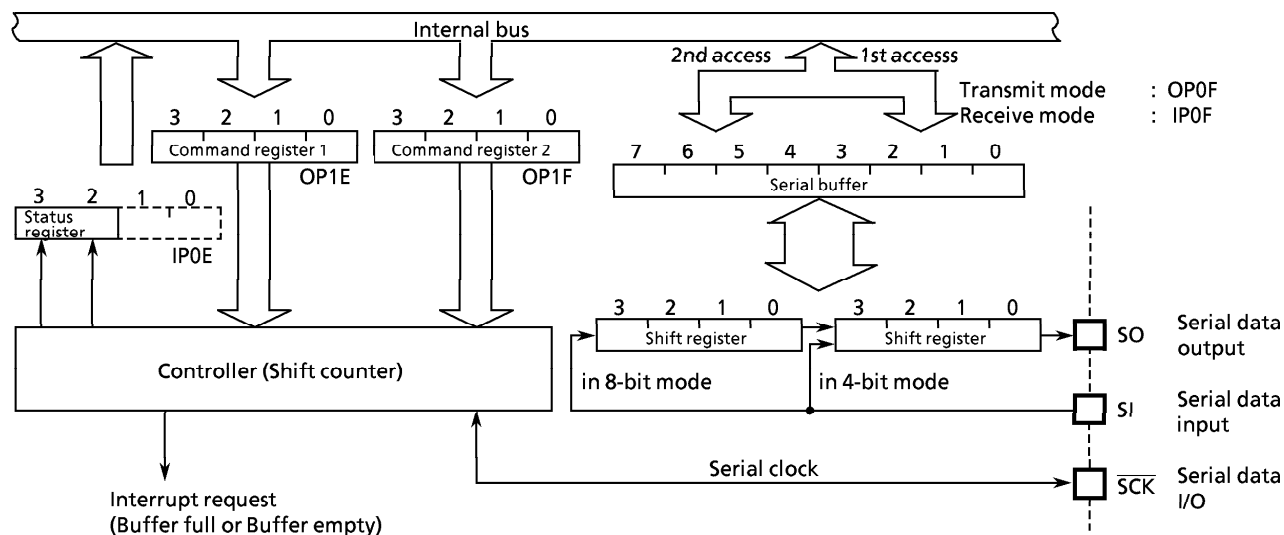 Internal bus
2nd access
1st accesss
Transmit mode : OP0F
Receive mode : IP0F
3 2 1 0
Command register 1
OP1E
3 2 1 0
Command register 2
OP1F
7 6 5 4 3 2 1 0
Serial buffer
3 2 1 0
Status
register
IP0E
3 2 1 0
Shift register
3 2 1 0
Shift register
SO
Serial data
output
Controller (Shift counter)
in 8-bit mode
in 4-bit mode
SI
Serial data
input
Serial clock
SCK
Serial data
I/O
Interrupt request
(Buffer full or Buffer empty)